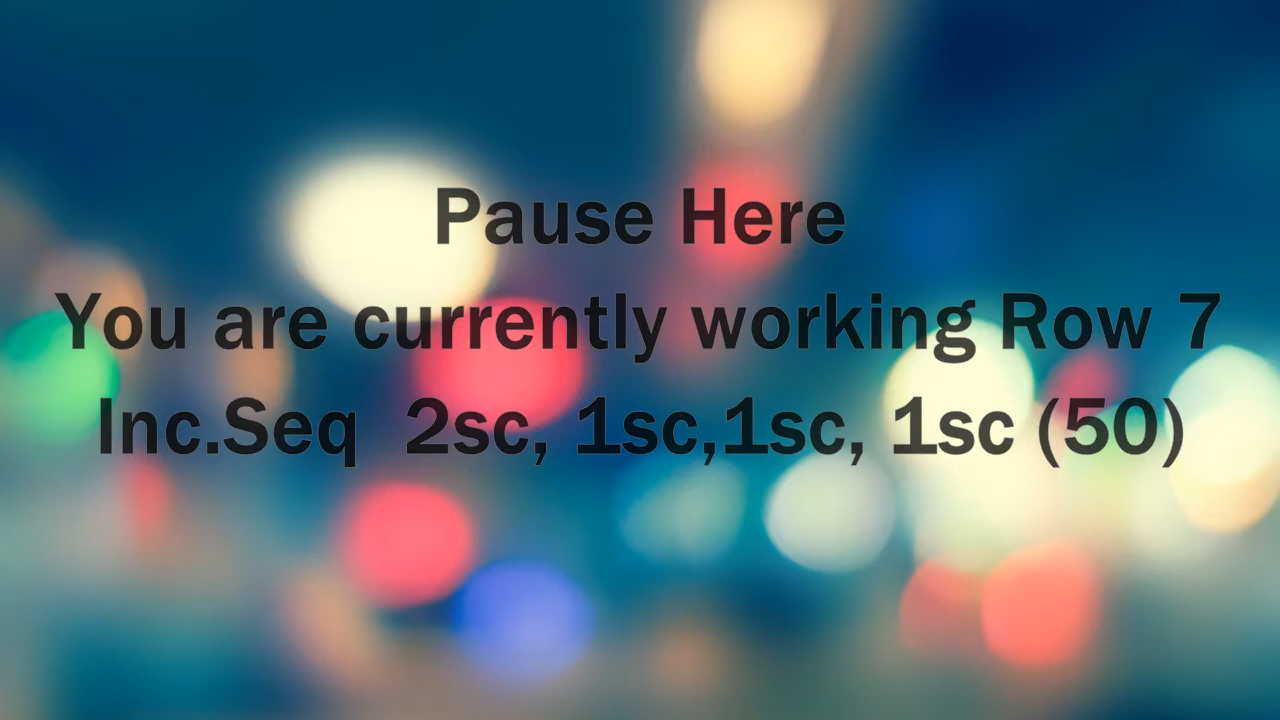 Pause Here
You are currently working Row 7
Inc.Seq  2sc, 1sc,1sc, 1sc (50)